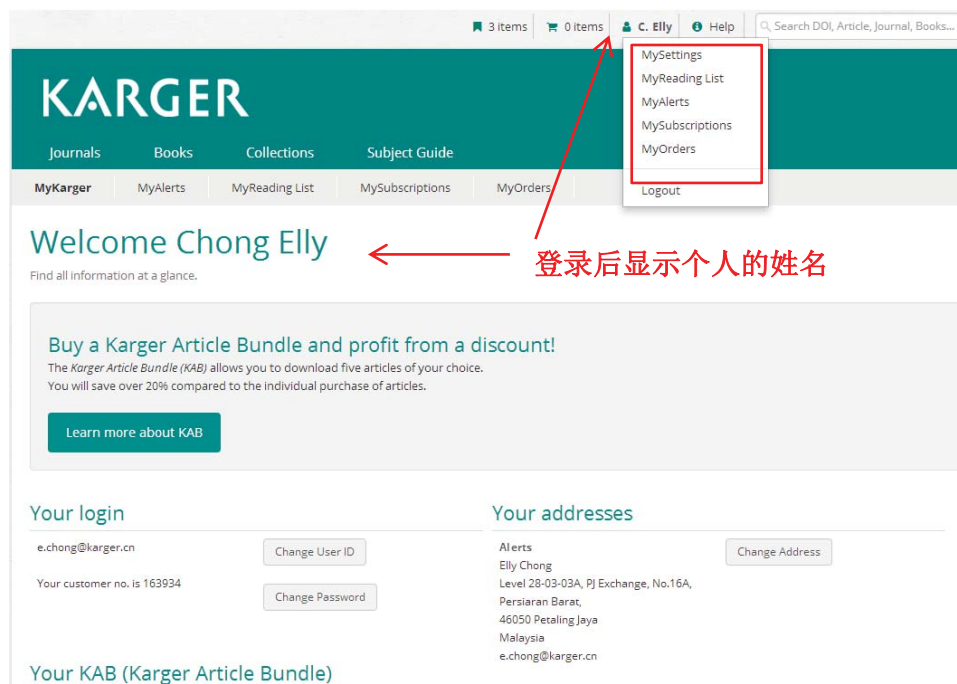 3 items 0 items C. Elly Help Search DOI, Article, Journal, Books...
MySettings
MyReading List
MyAlerts
MySubscriptions
MyOrders
Logout
KARGER
Journals Books Collections Subject Guide
MyKarger MyAlerts MyReading List MySubscriptions MyOrders
Welcome Chong Elly
登录后显示个人的姓名
Find all information at a glance.
Buy a Karger Article Bundle and profit from a discount!
The Karger Article Bundle (KAB) allows you to download five articles of your choice.
You will save over 20% compared to the individual purchase of articles.
Learn more about KAB
Your login
e.chong@karger.cn Change User ID
Your customer no. is 163934
Change Password
Your addresses
Alerts Change Address
Elly Chong
Level 28-03-03A, PJ Exchange, No.16A,
Persiaran Barat,
46050 Petaling Jaya
Malaysia
e.chong@karger.cn
Your KAB (Karger Article Bundle)